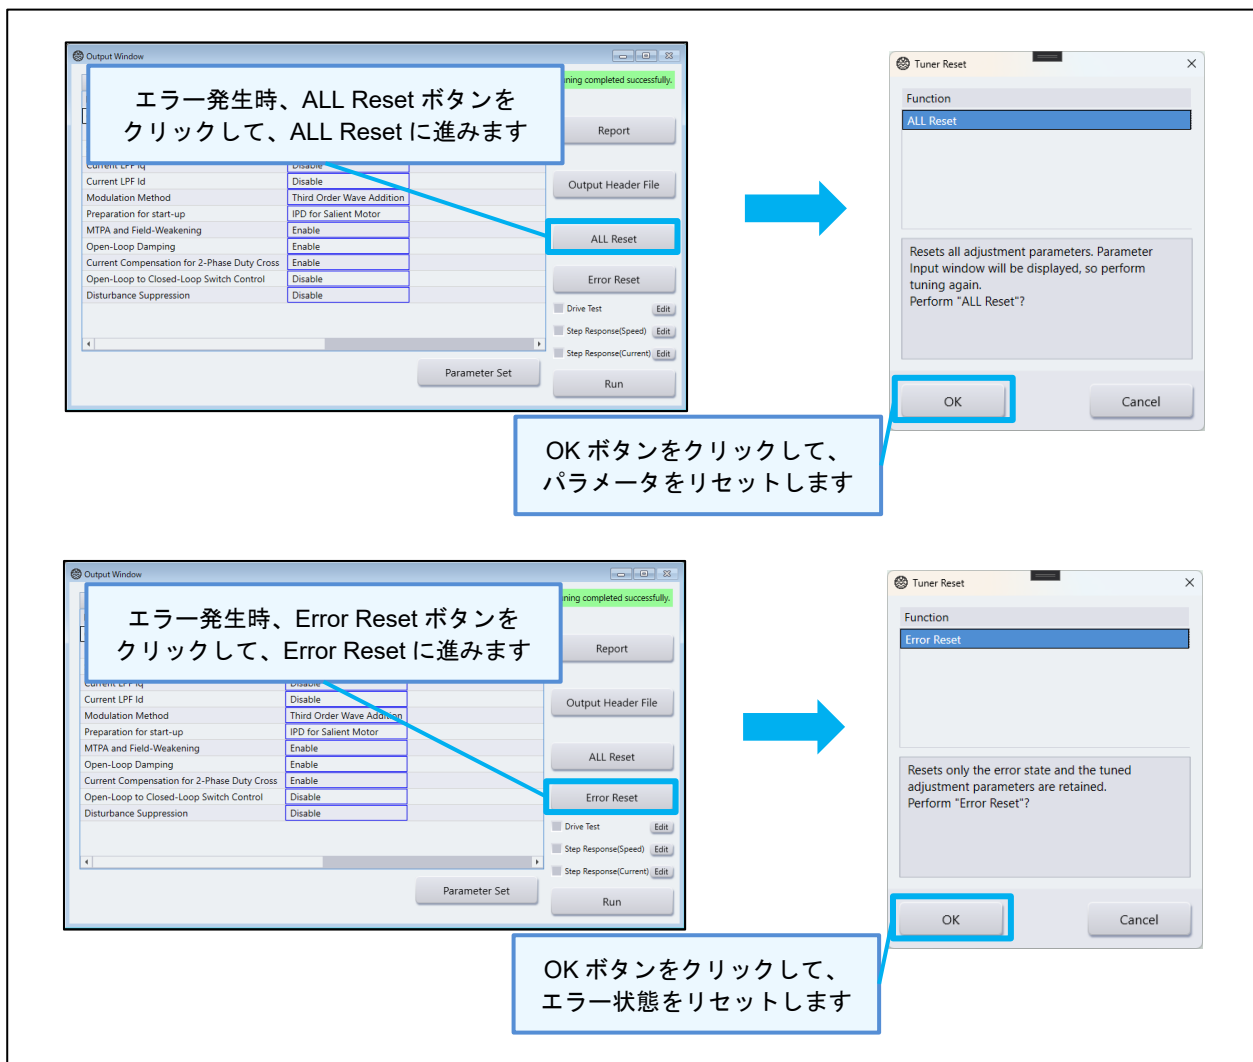 Output Window
エラー発生時、ALL Reset ボタンを
クリックして、ALL Reset に進みます
ning completed successfully.
Report
Disable
Current LPF Id Disable
Output Header File
Modulation Method Third Order Wave Addition
Preparation for start-up IPD for Salient Motor
MTPA and Field-Weakening Enable
ALL Reset
Open-Loop Damping Enable
Current Compensation for 2-Phase Duty Cross Enable
Open-Loop to Closed-Loop Switch Control Disable
Error Reset
Disturbance Suppression Disable
Drive Test Edit
Step Response(Speed) Edit
Step Response(Current) Edit
Parameter Set
Run
Tuner Reset
Function
ALL Reset
Resets all adjustment parameters. Parameter
Input window will be displayed, so perform
tuning again.
Perform "ALL Reset"?
OK Cancel
OK ボタンをクリックして、
パラメータをリセットします
Output Window
エラー発生時、Error Reset ボタンを
クリックして、Error Reset に進みます
ning completed successfully.
Report
Current LPF Id Disable
Output Header File
Modulation Method Third Order Wave Addition
Preparation for start-up IPD for Salient Motor
MTPA and Field-Weakening Enable
ALL Reset
Open-Loop Damping Enable
Current Compensation for 2-Phase Duty Cross Enable
Open-Loop to Closed-Loop Switch Control Disable
Error Reset
Disturbance Suppression Disable
Drive Test Edit
Step Response(Speed) Edit
Step Response(Current) Edit
Parameter Set
Run
Tuner Reset
Function
Error Reset
Resets only the error state and the tuned
adjustment parameters are retained.
Perform "Error Reset"?
OK Cancel
OK ボタンをクリックして、
エラー状態をリセットします